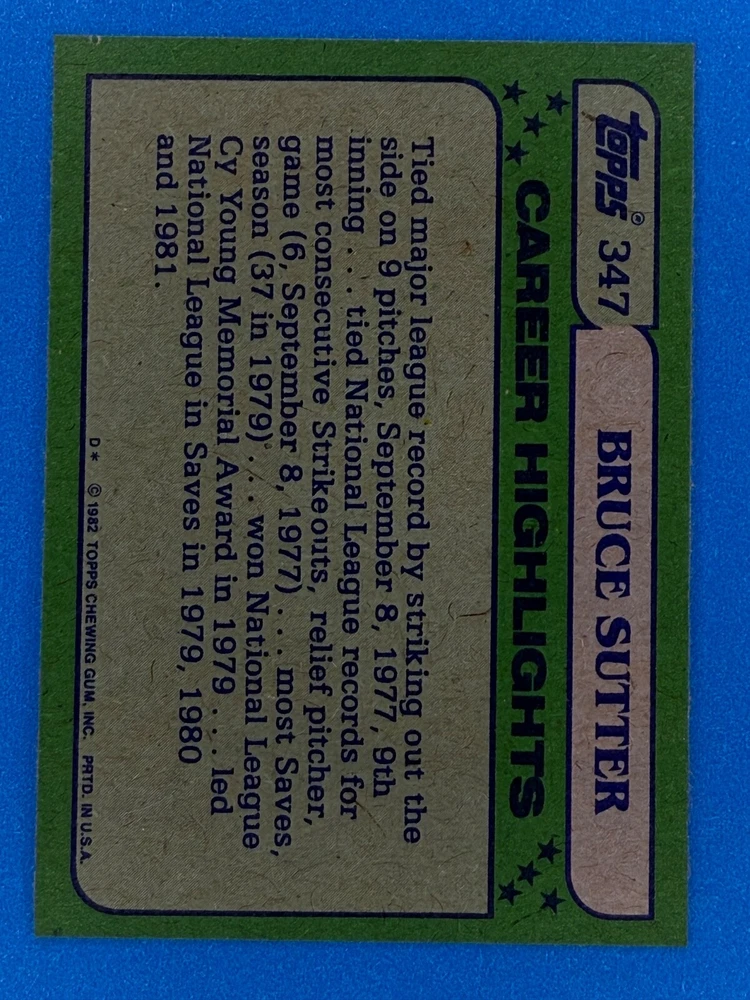 topps® 347 BRUCE SUTTER
CAREER HIGHLIGHTS
Tied major league record by striking out the
side on 9 pitches, September 8, 1977, 9th
inning . . . tied National League records for
most consecutive Strikeouts, relief pitcher,
game (6, September 8, 1977) . . . most Saves,
season (37 in 1979) . . . won National League
Cy Young Memorial Award in 1979 . . . led
National League in Saves in 1979, 1980
and 1981.
D* © 1982 TOPPS CHEWING GUM, INC. PRTD. IN U.S.A.